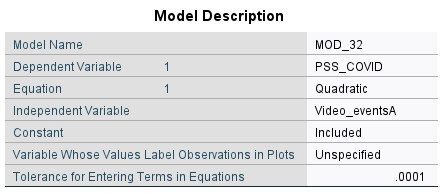 Model Description
Model Name MOD_32
Dependent Variable 1 PSS_COVID
Equation 1 Quadratic
Independent Variable Video_eventsA
Constant Included
Variable Whose Values Label Observations in Plots Unspecified
Tolerance for Entering Terms in Equations .0001